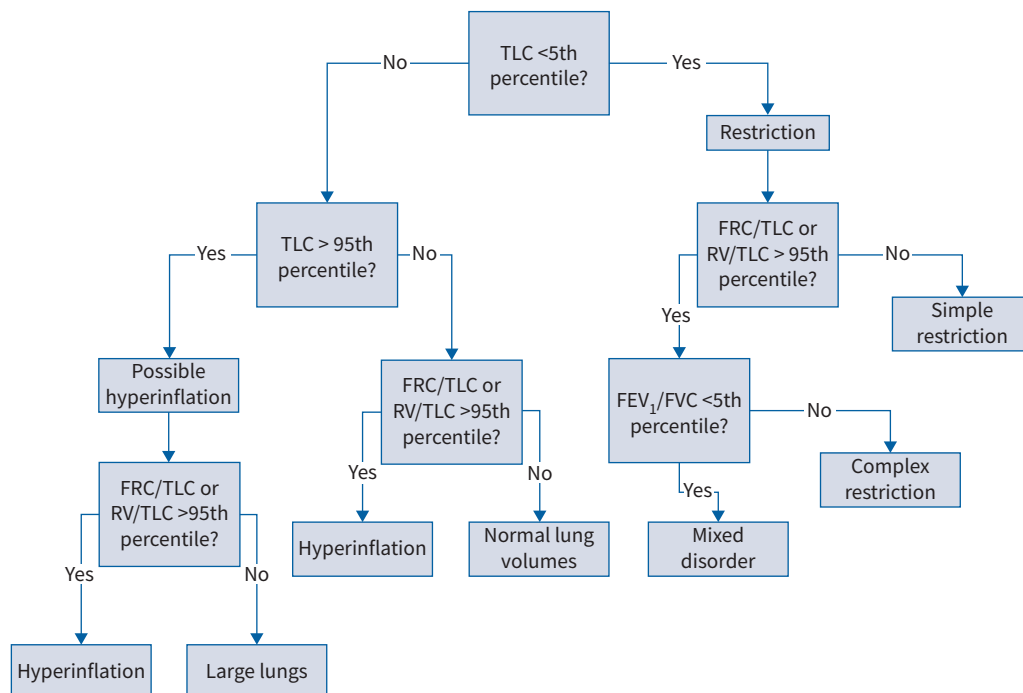 TLC <5th
percentile?
No
Yes
Restriction
TLC > 95th
percentile?
Yes
No
FRC/TLC or
RV/TLC > 95th
percentile?
No
Yes
Simple
restriction
Possible
hyperinflation
FRC/TLC or
RV/TLC >95th
percentile?
Yes
No
FEV₁/FVC <5th
percentile?
No
Yes
Complex
restriction
FRC/TLC or
RV/TLC >95th
percentile?
Yes
No
Hyperinflation
Normal lung
volumes
Mixed
disorder
Hyperinflation
Large lungs